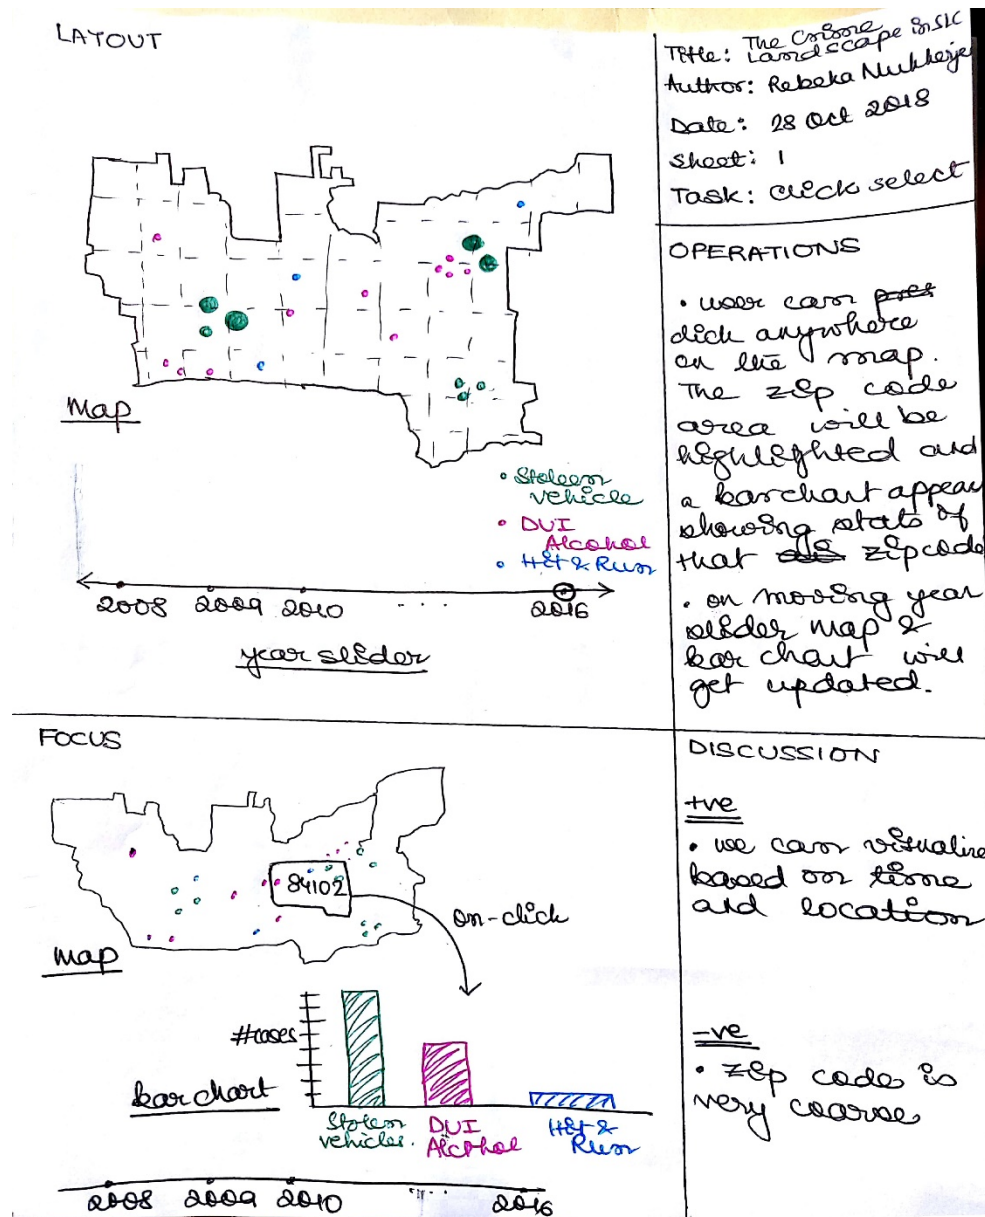 LAYOUT
Map
• Stolen
vehicle
• DUI
Alcohol
• Hit & Run
2008 2009 2010 .... 2016
year slider
Title: The Crime
Landscape in SLC
Author: Rebeka Mukherjee
Date: 28 Oct 2018
Sheet: 1
Task: click select
OPERATIONS
• user can
click anywhere
on the map.
The zip code
area will be
highlighted and
a barchart appears
showing stats of
that zipcode
• on moving year
slider map &
bar chart will
get updated.
FOCUS
84102
on-click
Map
#cases
bar chart
Stolen
vehicles.
DUI
Alcohol
Hit &
Run
2008 2009 2010 .... 2016
DISCUSSION
+ve
• we can visualize
based on time
and location
-ve
• zip code is
very coarse